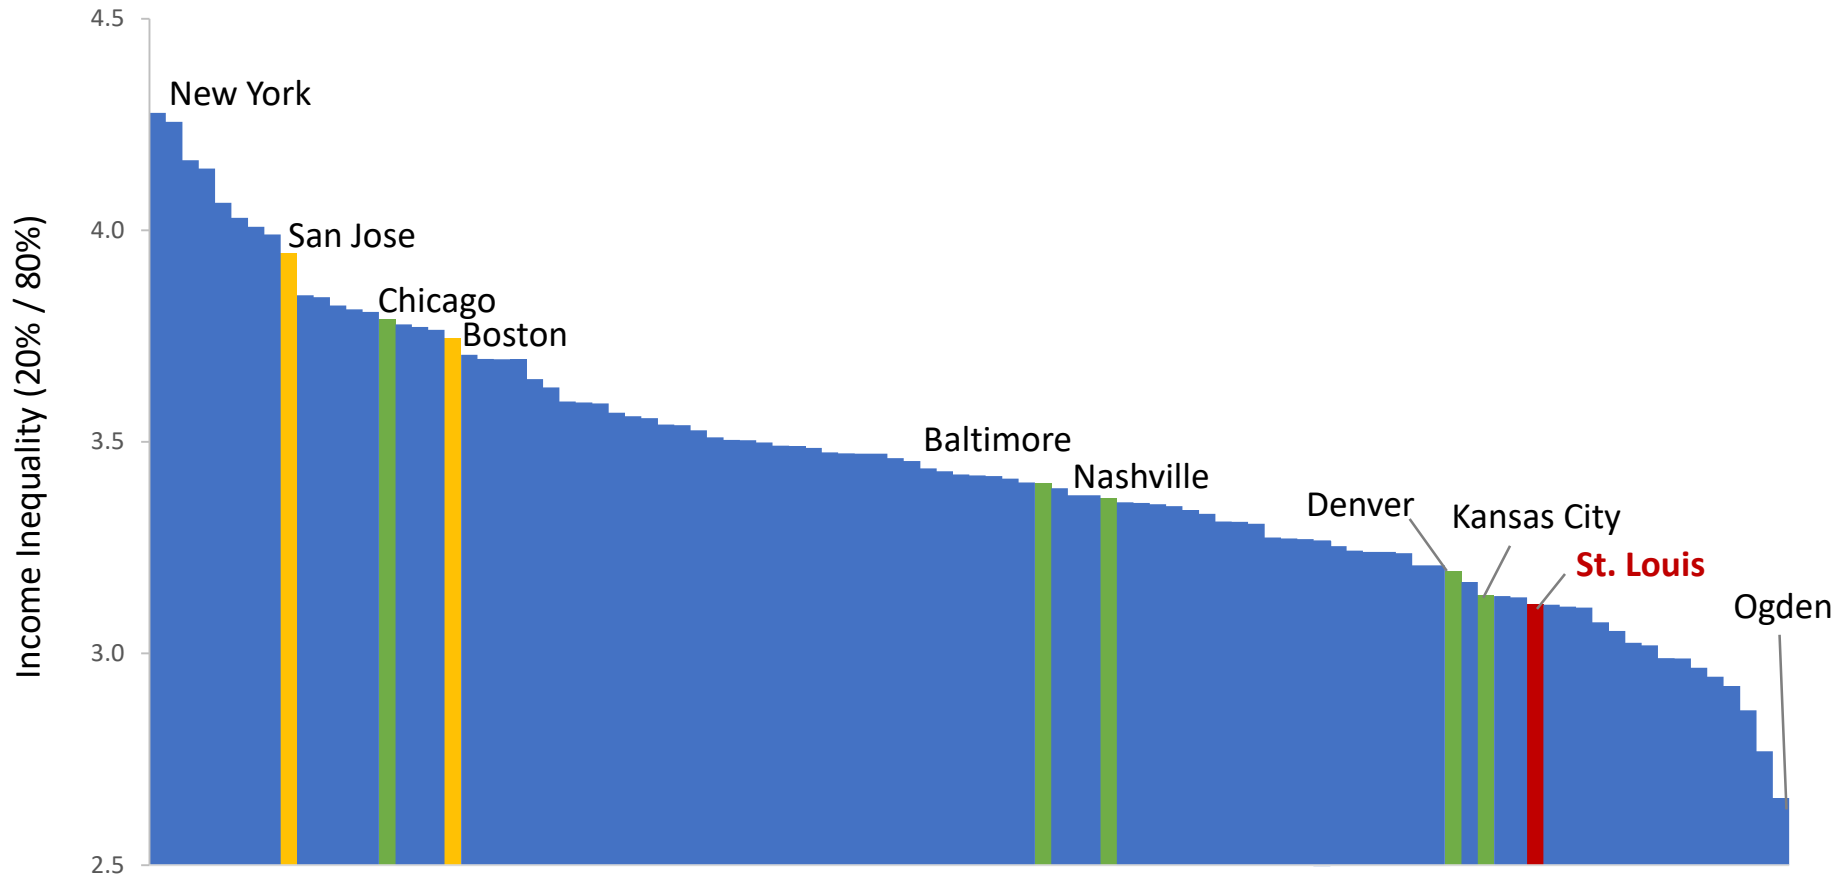 4.5
New York
4.0
San Jose
Chicago
Boston
3.5
Baltimore
Nashville
Denver
Kansas City
St. Louis
3.0
Ogden
2.5
Income Inequality (20% / 80%)